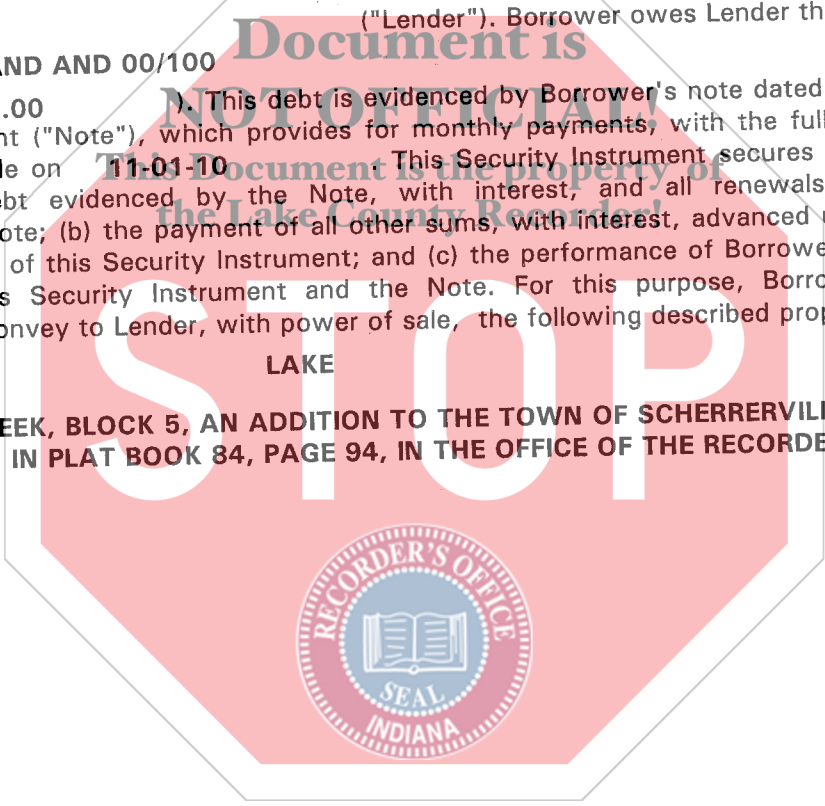 ("Lender"). Borrower owes Lender th
Document is
AND AND 00/100
.00 ). This debt is evidenced by Borrower's note dated
NOT OFFICIAL!
nt ("Note"), which provides for monthly payments, with the full
le on 11-01-10 . This Security Instrument secures
This Document is the property of
ebt evidenced by the Note, with interest, and all renewals
the Lake County Recorder!
ote; (b) the payment of all other sums, with interest, advanced
of this Security Instrument; and (c) the performance of Borrowe
s Security Instrument and the Note. For this purpose, Borro
onvey to Lender, with power of sale, the following described prop
LAKE
STOP
EEK, BLOCK 5, AN ADDITION TO THE TOWN OF SCHERRERVILL
IN PLAT BOOK 84, PAGE 94, IN THE OFFICE OF THE RECORDE
RECORDER'S OFFICE
SEAL
INDIANA